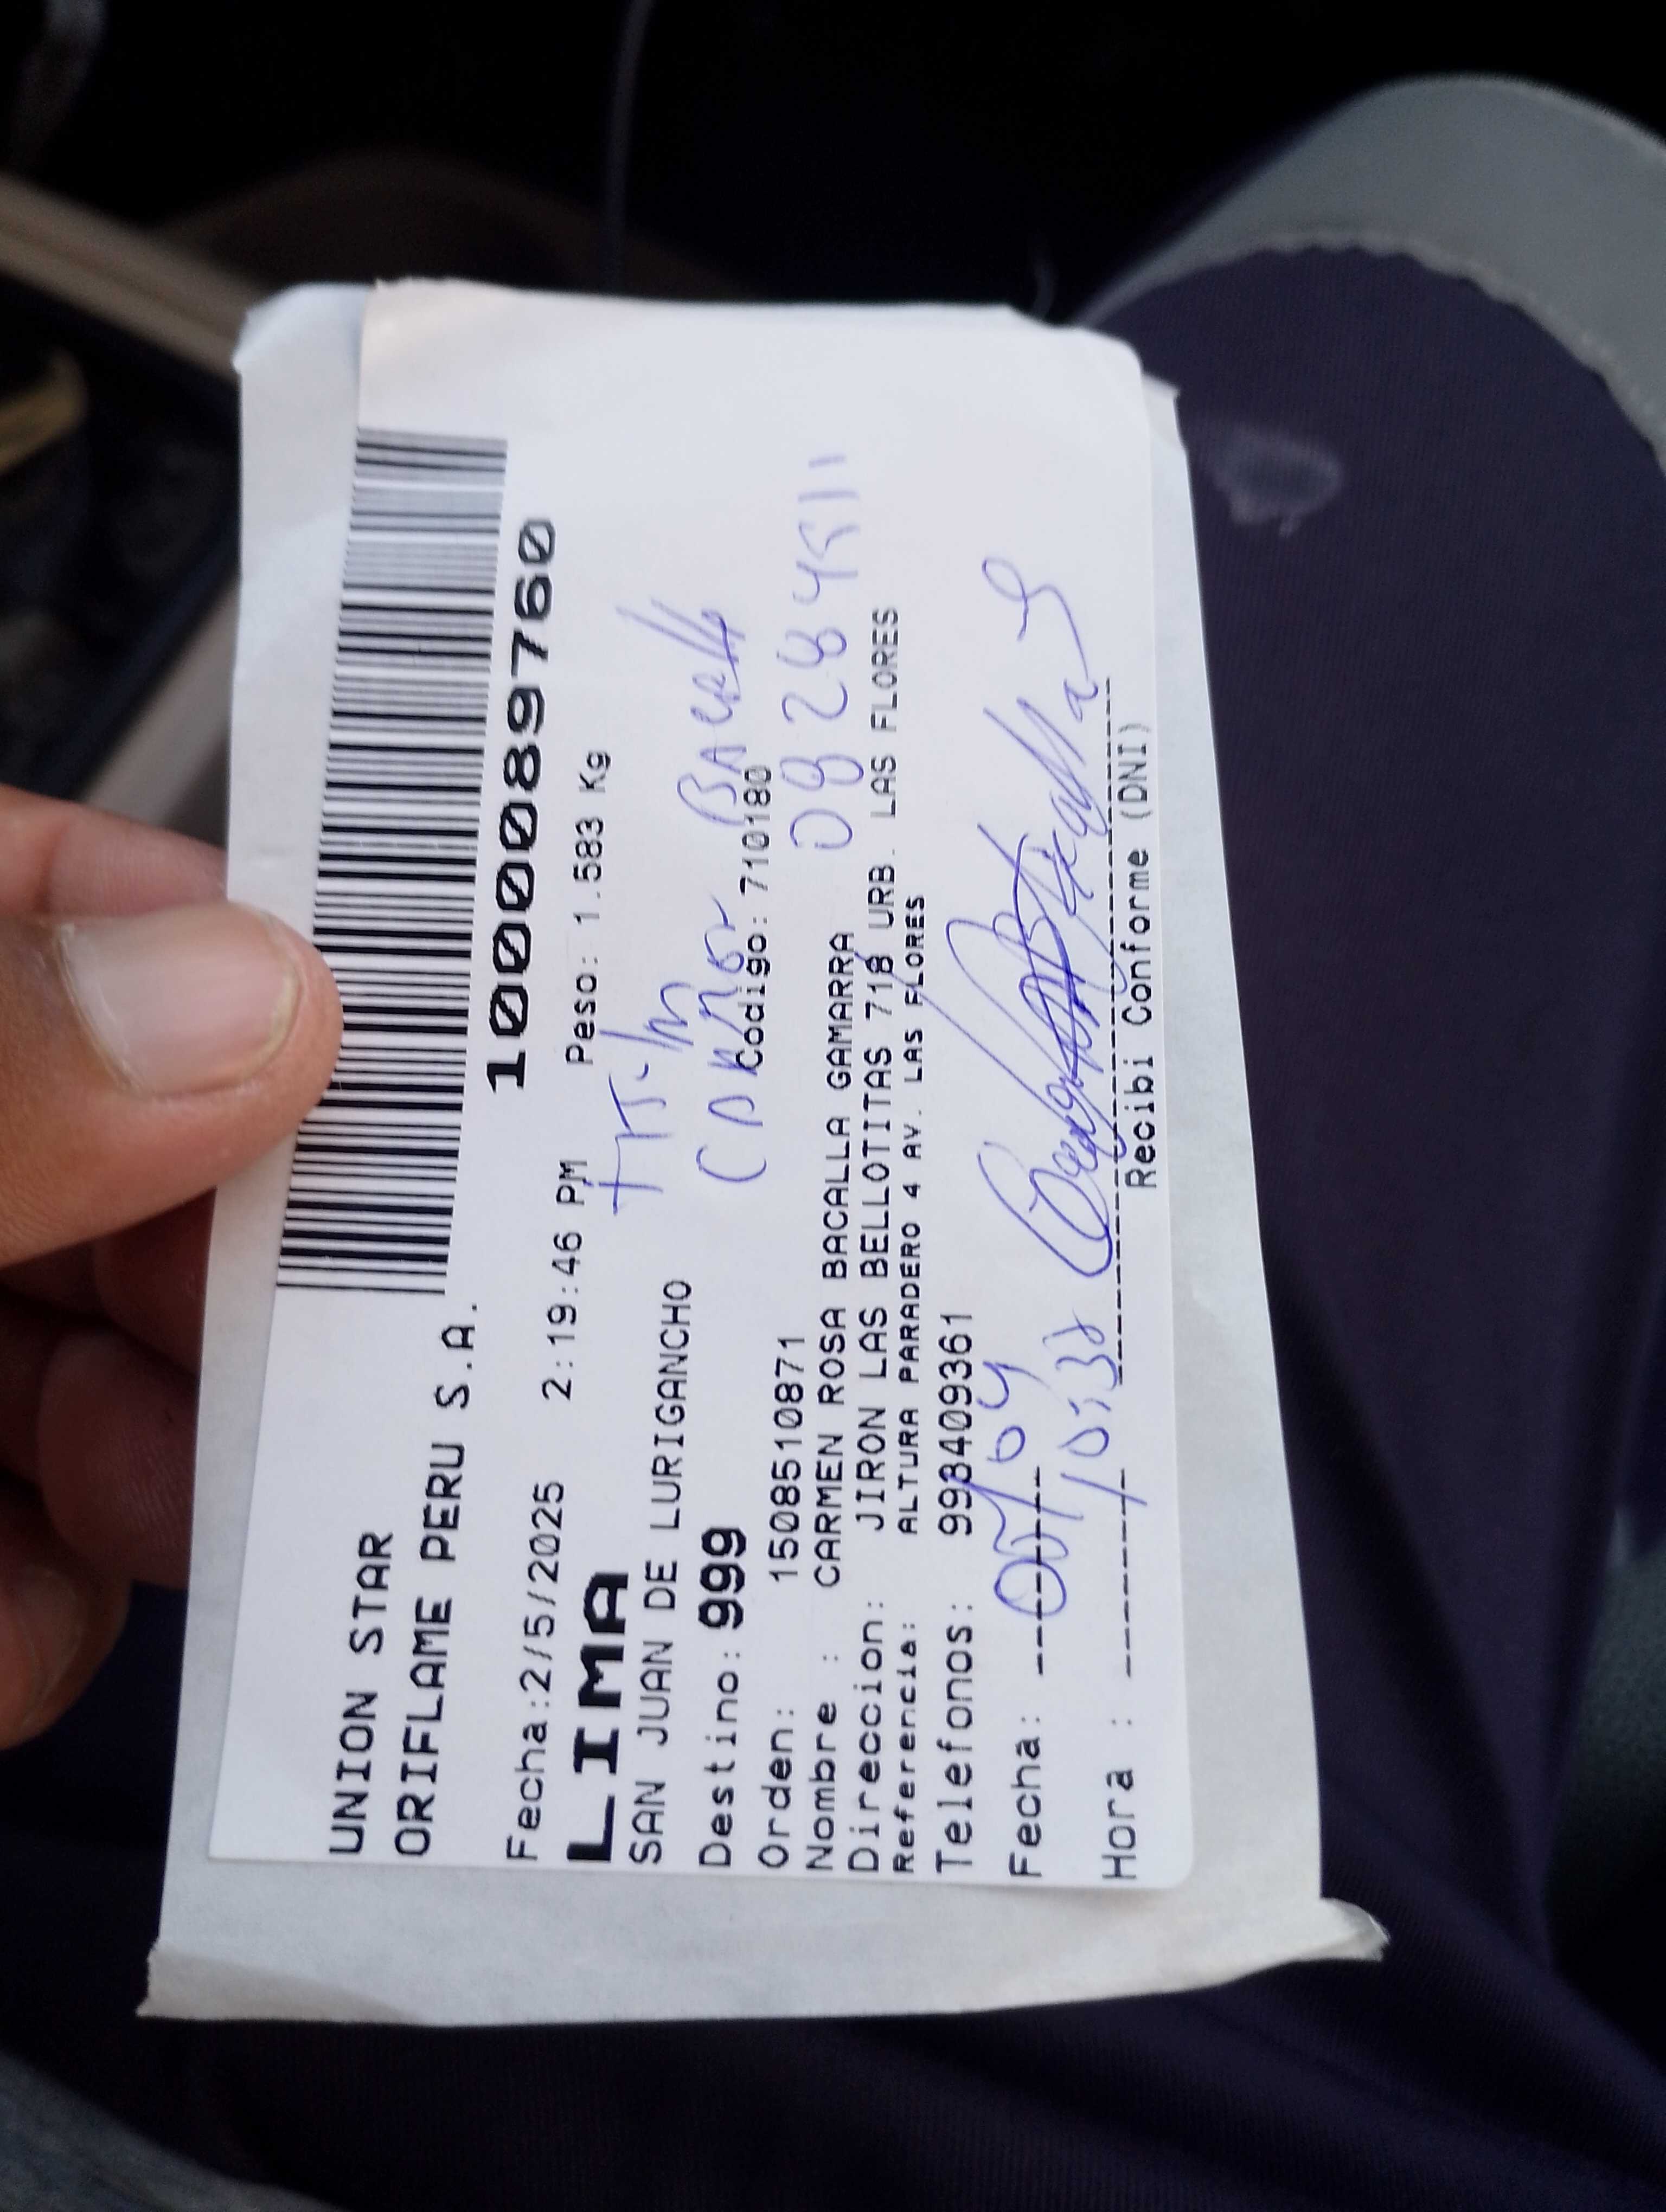 UNION STAR
ORIFLAME PERU S.A.
1000089760
Fecha:2/5/2025 2:19:46 PM Peso: 1.583 Kg
LIMA
SAN JUAN DE LURIGANCHO
Destino: 999
Orden: 1508510871 Codigo: 710180
Nombre : CARMEN ROSA BACALLA GAMARRA
Direccion: JIRON LAS BELLOTITAS 718 URB. LAS FLORES
Referencia: ALTURA PARADERO 4 AV. LAS FLORES
Telefonos: 998409361
Fecha:
Hora : 10:38
Recibi Conforme (DNI)